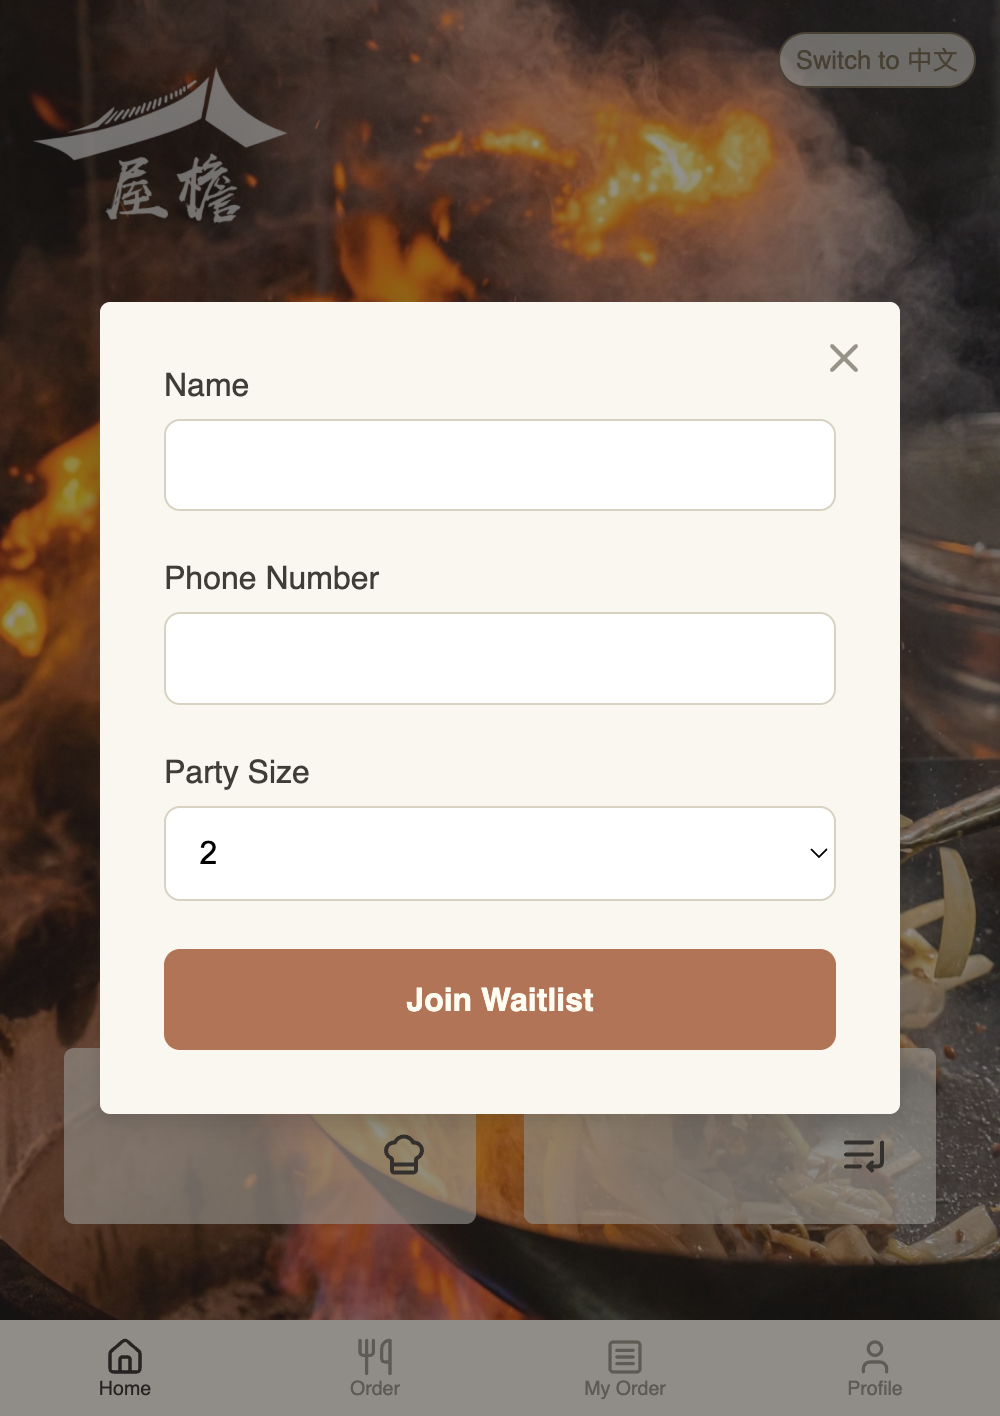 Switch to 中文
屋檐
Name
Phone Number
Party Size
2
Join Waitlist
Home
Order
My Order
Profile